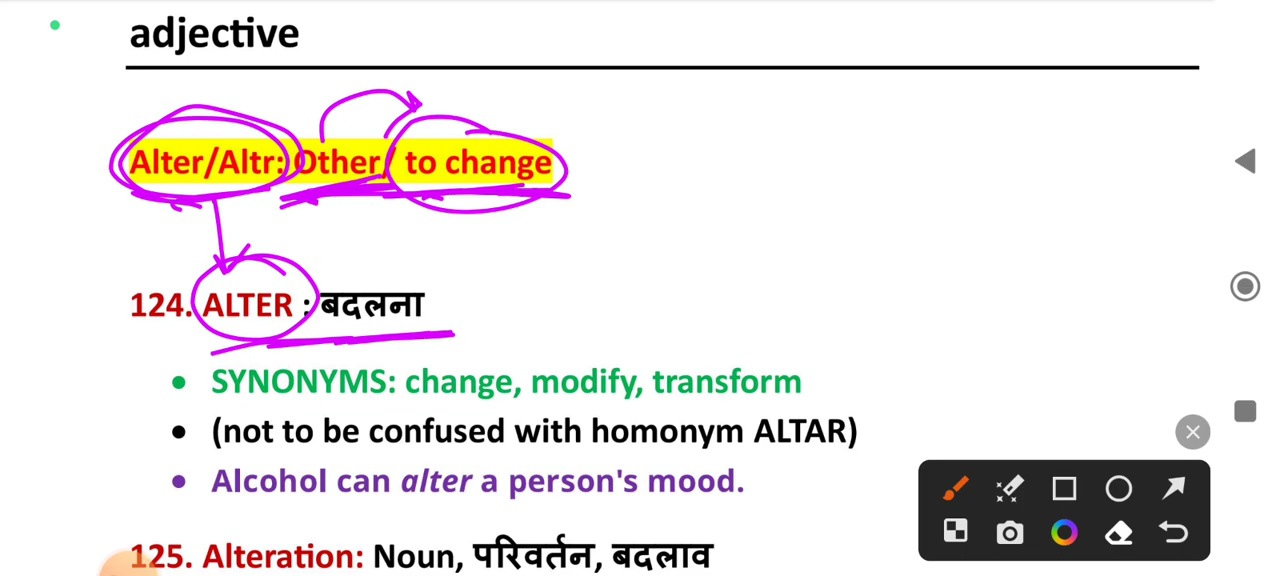 adjective
Alter/Altr: Other/ to change
124. ALTER : बदलना
• SYNONYMS: change, modify, transform
• (not to be confused with homonym ALTAR)
• Alcohol can alter a person's mood.
125. Alteration: Noun, परिवर्तन, बदलाव